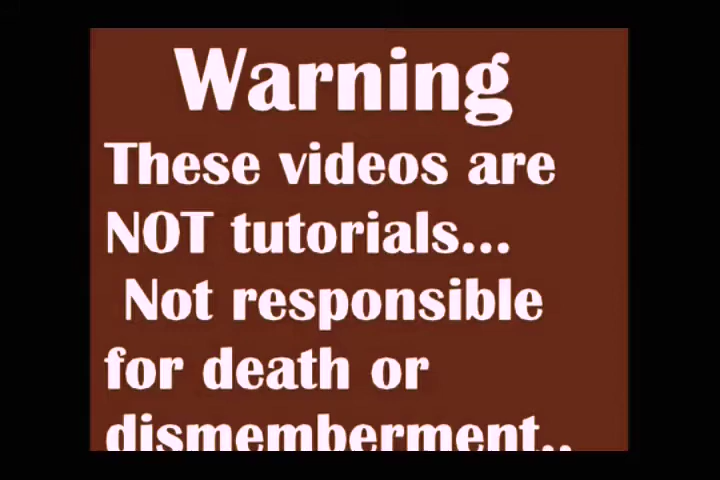 Warning
These videos are
NOT tutorials...
Not responsible
for death or
dismemberment..